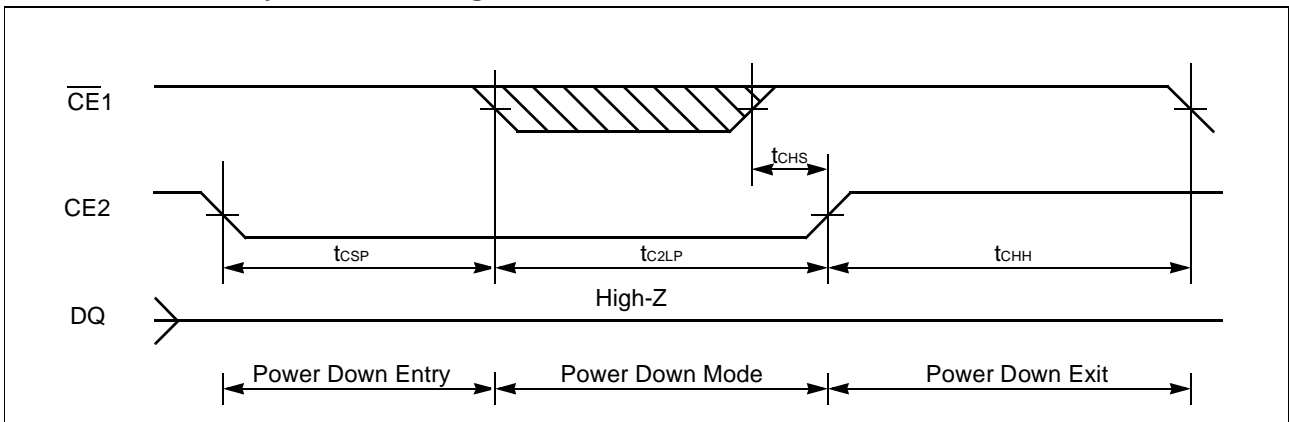 CE1
tCHS
CE2
tCSP
tC2LP
tCHH
High-Z
DQ
Power Down Entry
Power Down Mode
Power Down Exit